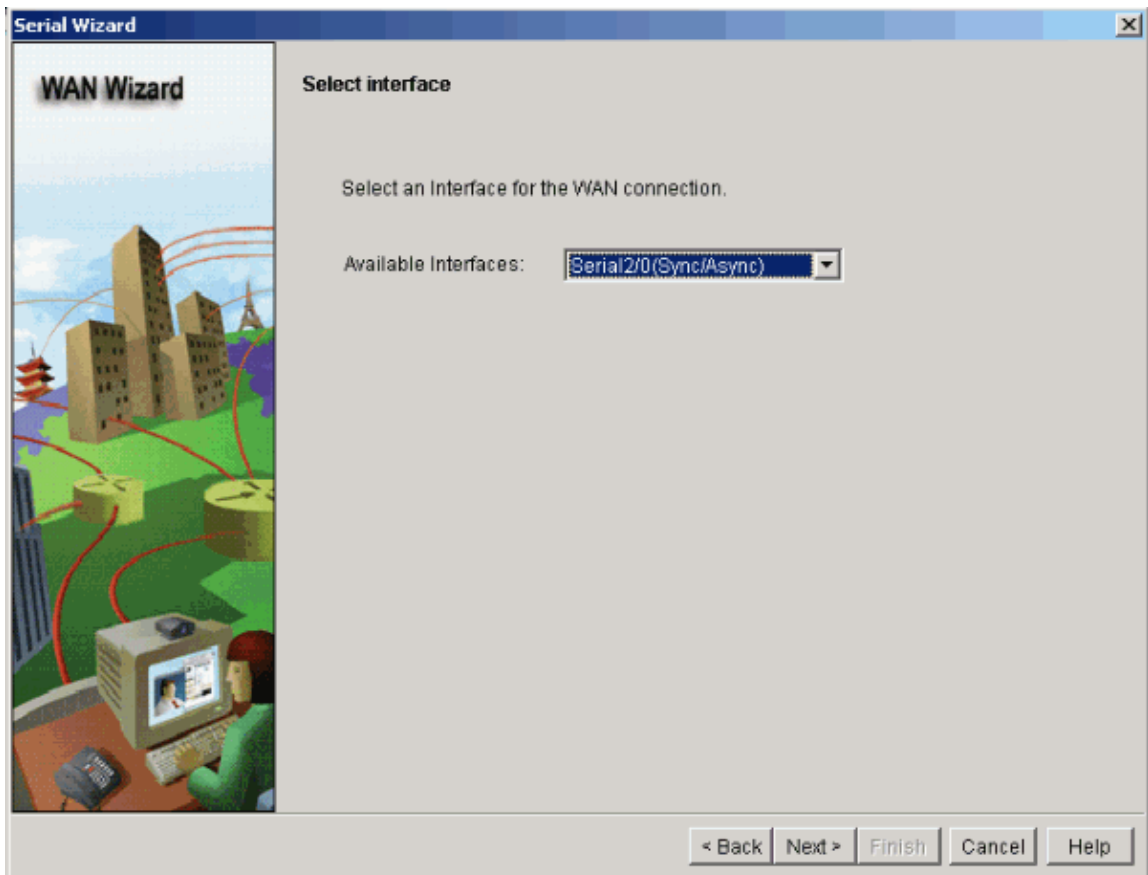 Serial Wizard
WAN Wizard
Select interface
Select an Interface for the WAN connection.
Available Interfaces:
Serial2/0(Sync/Async)
< Back
Next >
Finish
Cancel
Help